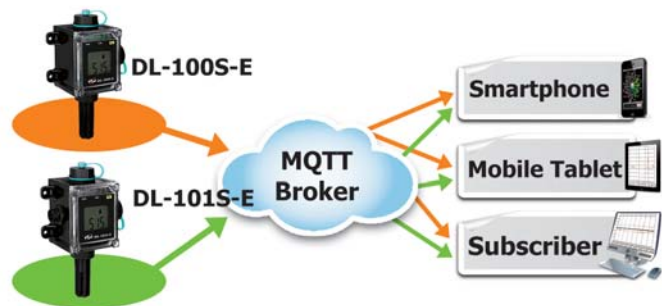 DL-100S-E
DL-101S-E
MQTT
Broker
Smartphone
Mobile Tablet
Subscriber